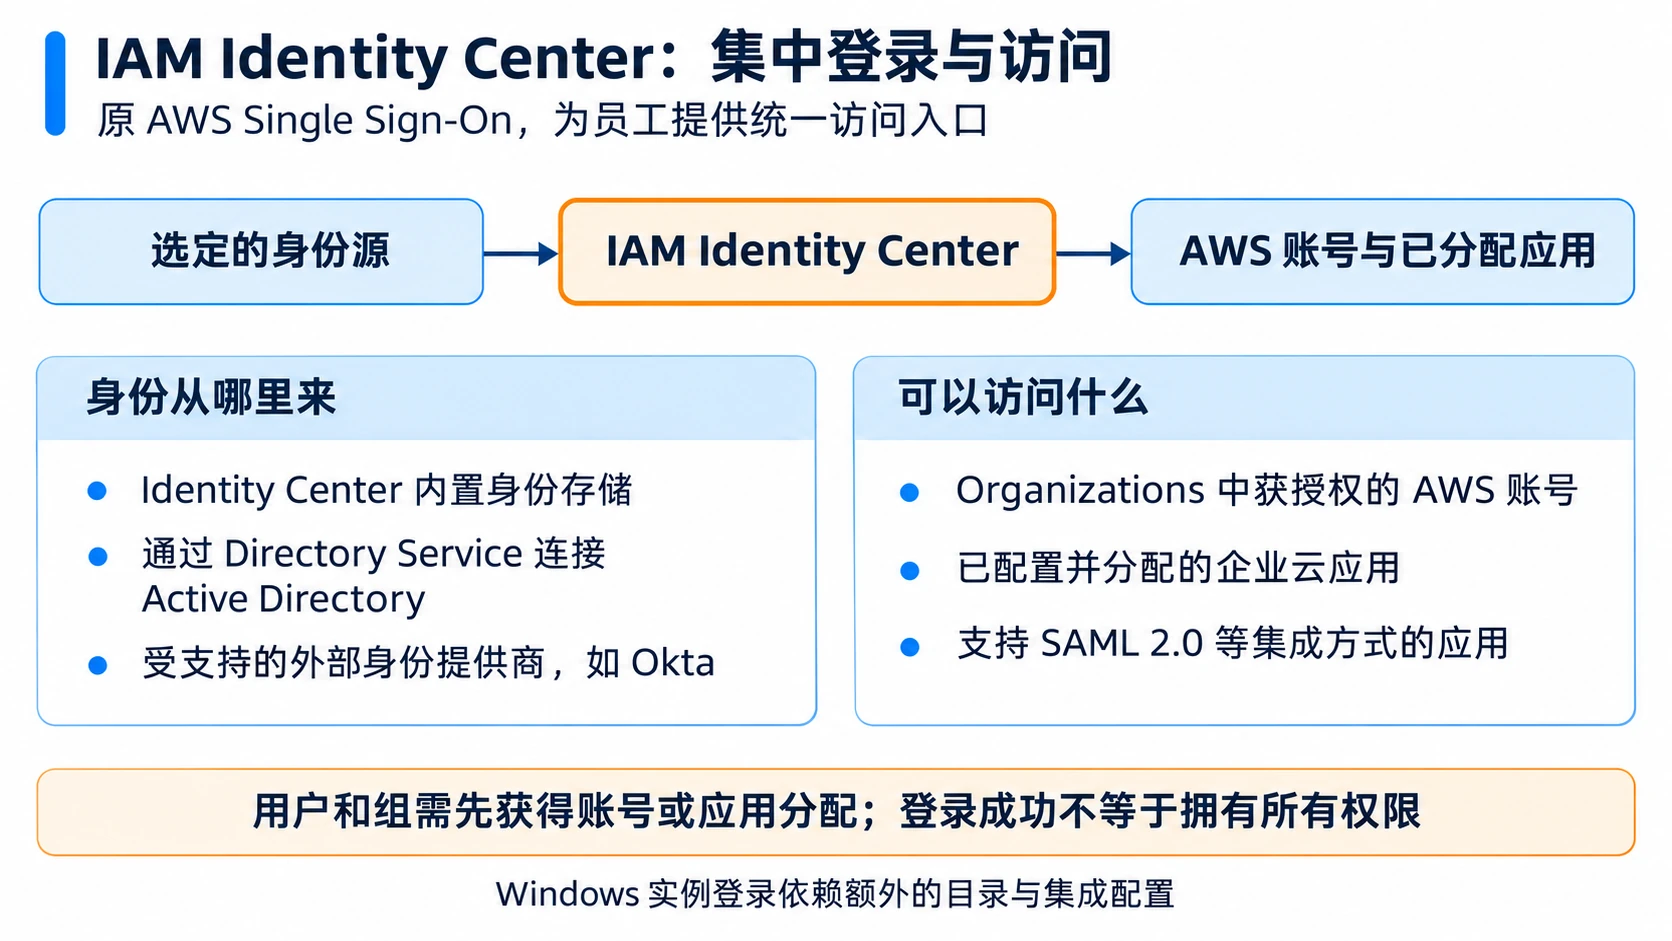 IAM Identity Center：集中登录与访问
原 AWS Single Sign-On，为员工提供统一访问入口
选定的身份源
IAM Identity Center
AWS 账号与已分配应用
身份从哪里来
Identity Center 内置身份存储
通过 Directory Service 连接
Active Directory
受支持的外部身份提供商，如 Okta
可以访问什么
Organizations 中获授权的 AWS 账号
已配置并分配的企业云应用
支持 SAML 2.0 等集成方式的应用
用户和组需先获得账号或应用分配；登录成功不等于拥有所有权限
Windows 实例登录依赖额外的目录与集成配置